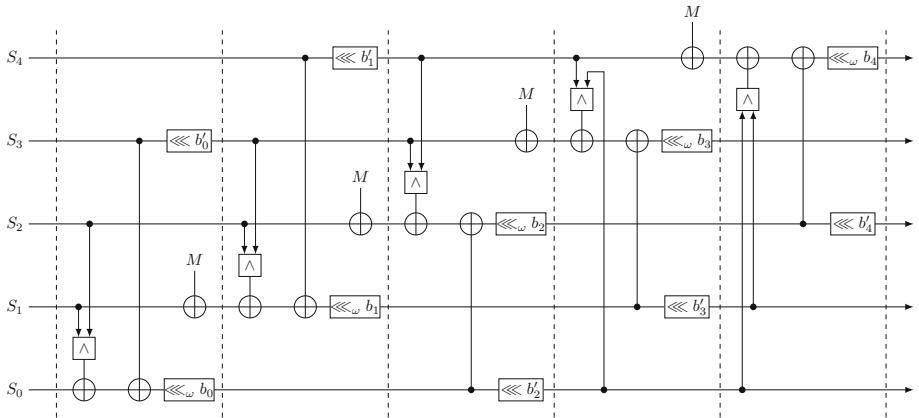 M
S₄ ⋘ b′₁ ⋘ω b₄
∧ ∧
M
S₃ ⋘ b′₀ ⋘ω b₃
∧
M
S₂ ⋘ω b₂ ⋘ b′₄
∧
M
S₁ ⋘ω b₁ ⋘ b′₃
∧
S₀ ⋘ω b₀ ⋘ b′₂